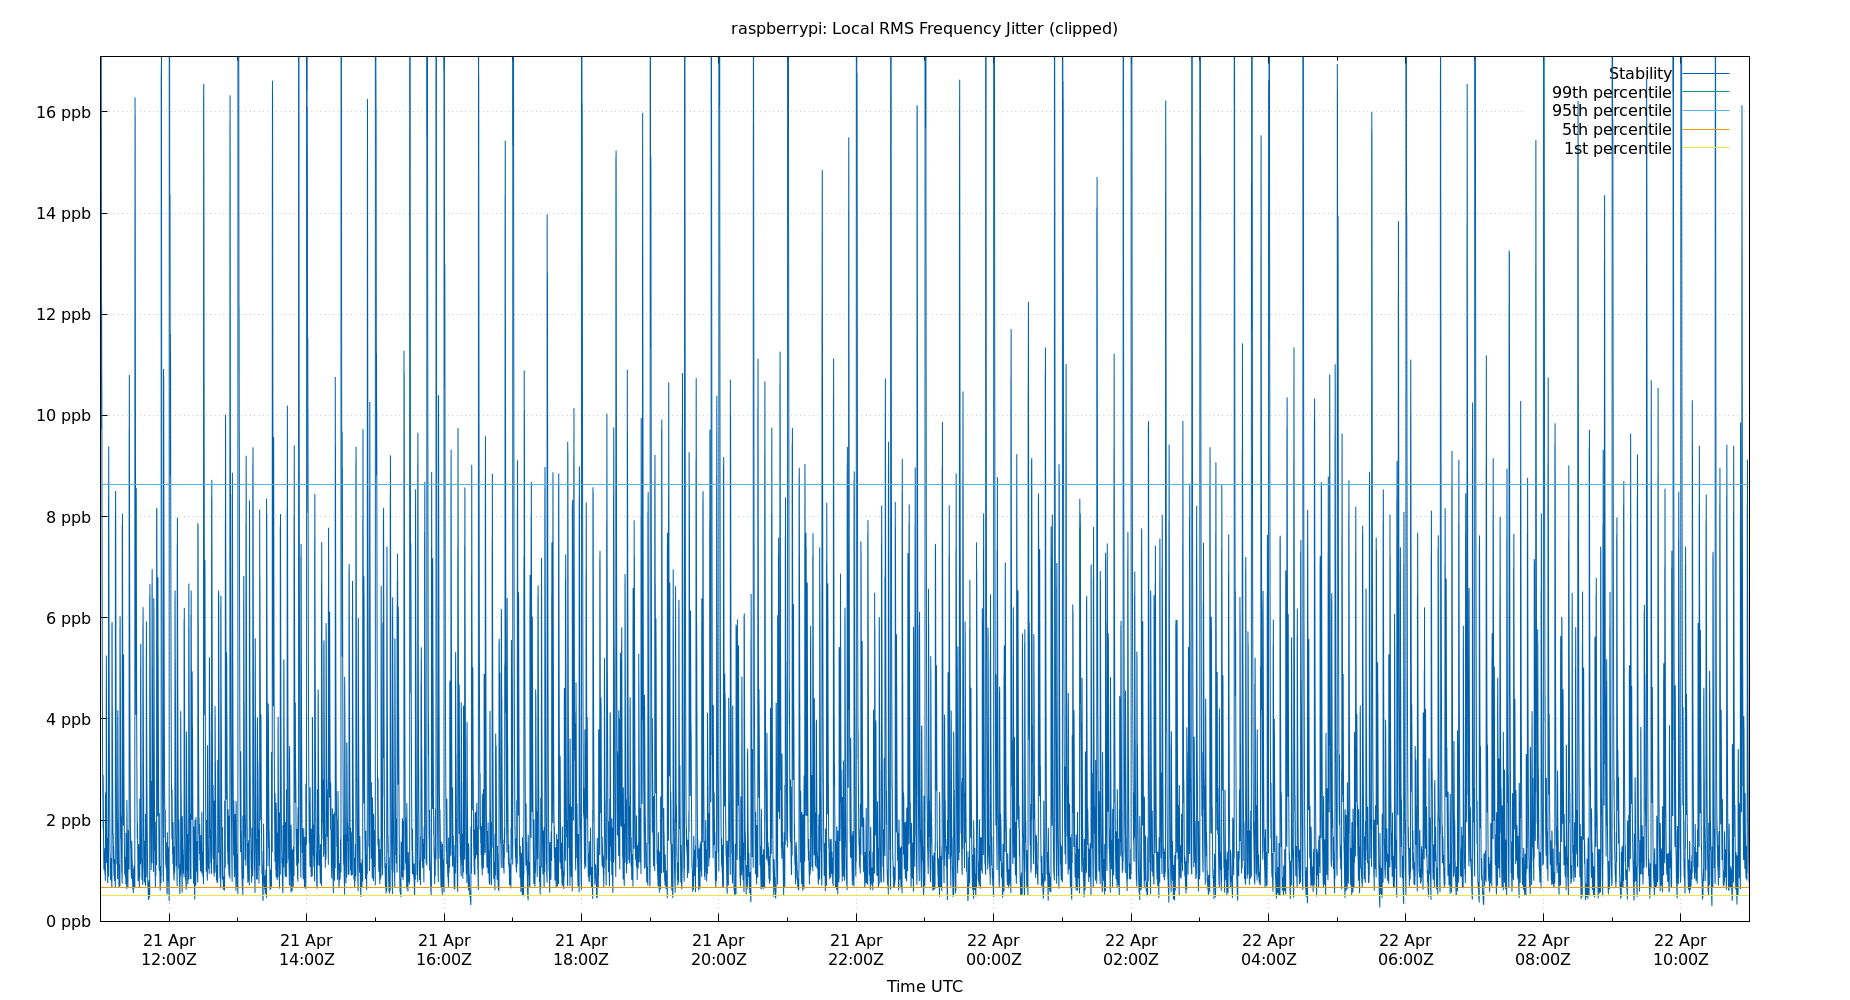 raspberrypi: Local RMS Frequency Jitter (clipped)
Stability
99th percentile
95th percentile
5th percentile
1st percentile
16 ppb
14 ppb
12 ppb
10 ppb
8 ppb
6 ppb
4 ppb
2 ppb
0 ppb
21 Apr 21 Apr 21 Apr 21 Apr 21 Apr 21 Apr 22 Apr 22 Apr 22 Apr 22 Apr 22 Apr 22 Apr
12:00Z 14:00Z 16:00Z 18:00Z 20:00Z 22:00Z 00:00Z 02:00Z 04:00Z 06:00Z 08:00Z 10:00Z
Time UTC